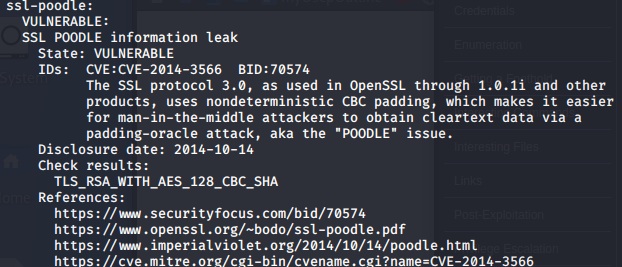 ssl-poodle:
VULNERABLE:
SSL POODLE information leak
State: VULNERABLE
IDs: CVE:CVE-2014-3566 BID:70574
The SSL protocol 3.0, as used in OpenSSL through 1.0.1i and other
products, uses nondeterministic CBC padding, which makes it easier
for man-in-the-middle attackers to obtain cleartext data via a
padding-oracle attack, aka the "POODLE" issue.
Disclosure date: 2014-10-14
Check results:
TLS_RSA_WITH_AES_128_CBC_SHA
References:
https://www.securityfocus.com/bid/70574
https://www.openssl.org/~bodo/ssl-poodle.pdf
https://www.imperialviolet.org/2014/10/14/poodle.html
https://cve.mitre.org/cgi-bin/cvename.cgi?name=CVE-2014-3566
Credentials
Enumeration
Interesting Files
Links
Post-Exploitation